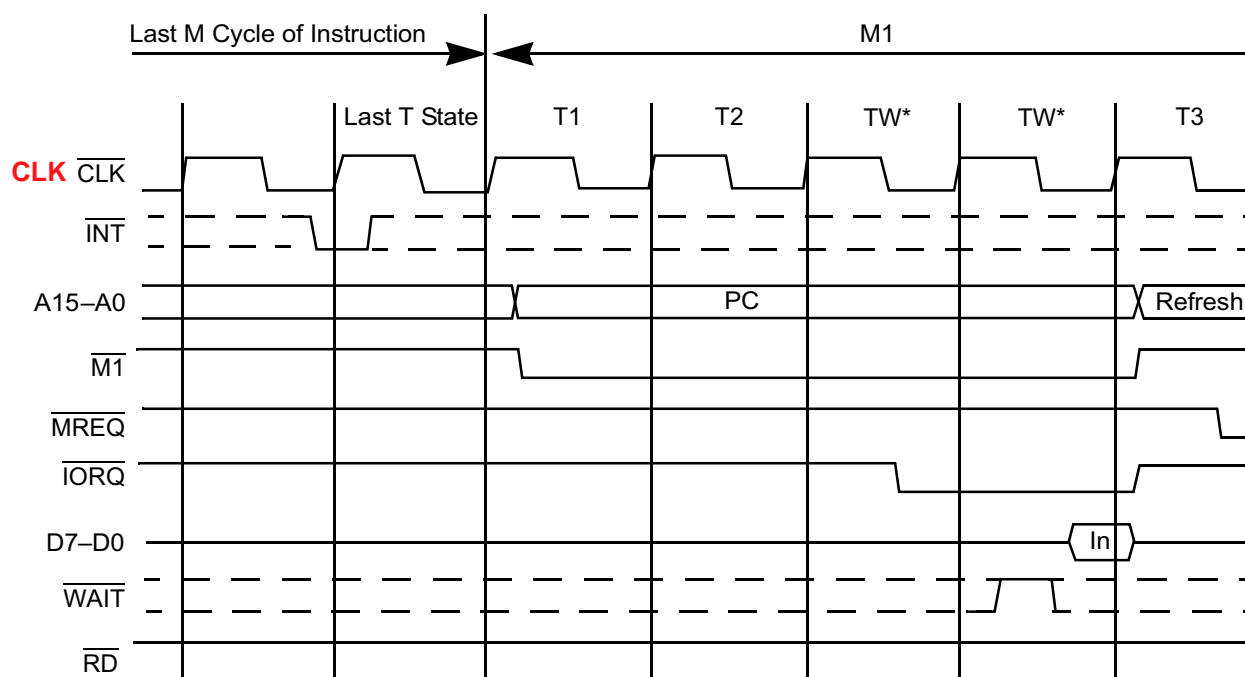 Last M Cycle of Instruction M1
Last T State T1 T2 TW* TW* T3
CLK CLK
INT
A15–A0 PC Refresh
M1
MREQ
IORQ
D7–D0 In
WAIT
RD